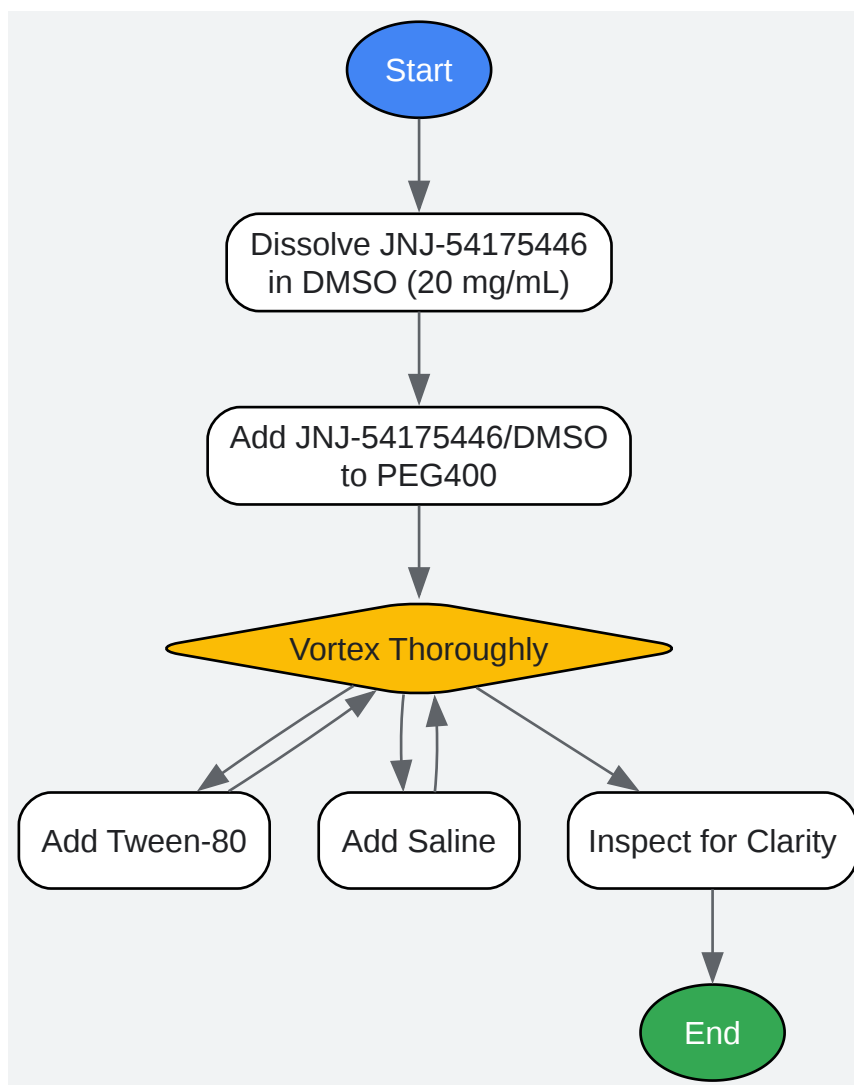 Start
Dissolve JNJ-54175446
in DMSO (20 mg/mL)
Add JNJ-54175446/DMSO
to PEG400
Vortex Thoroughly
Add Tween-80
Add Saline
Inspect for Clarity
End